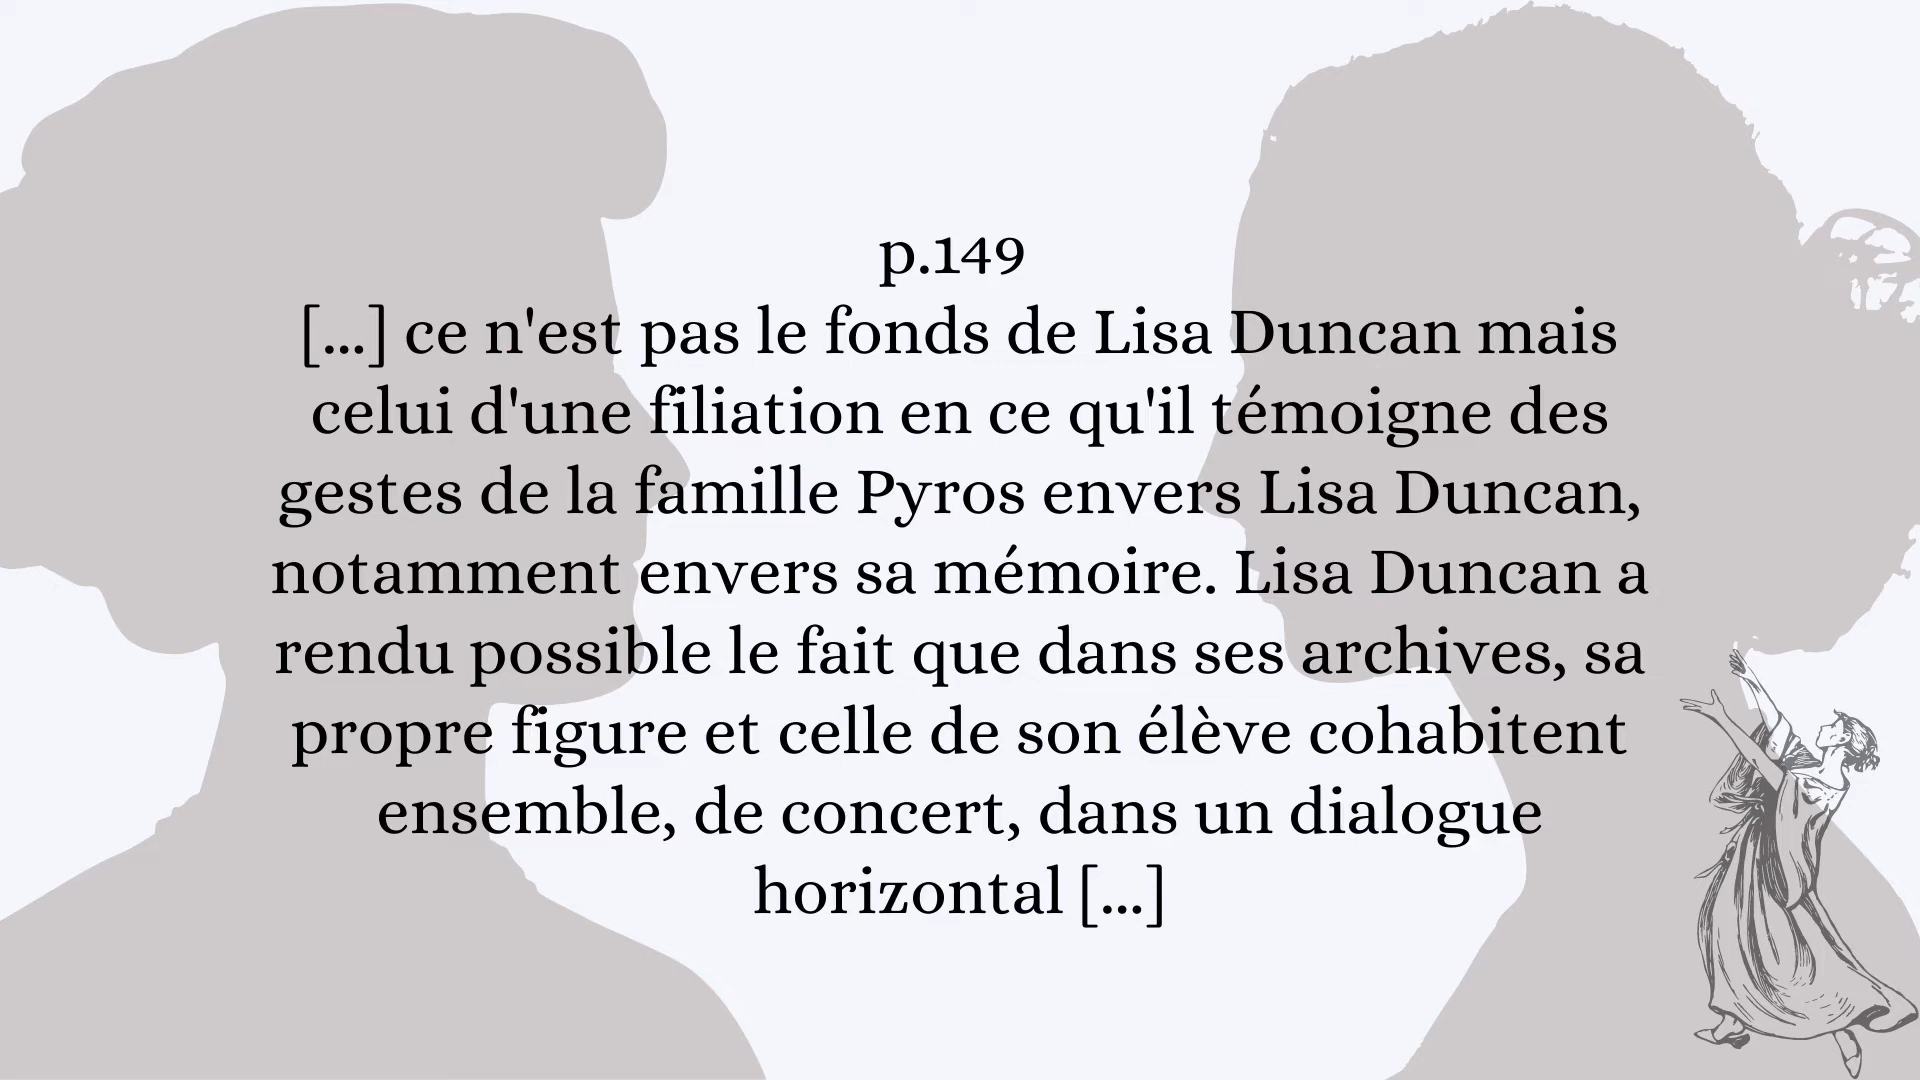 p.149
[...] ce n'est pas le fonds de Lisa Duncan mais
celui d'une filiation en ce qu'il témoigne des
gestes de la famille Pyros envers Lisa Duncan,
notamment envers sa mémoire. Lisa Duncan a
rendu possible le fait que dans ses archives, sa
propre figure et celle de son élève cohabitent
ensemble, de concert, dans un dialogue
horizontal [...]